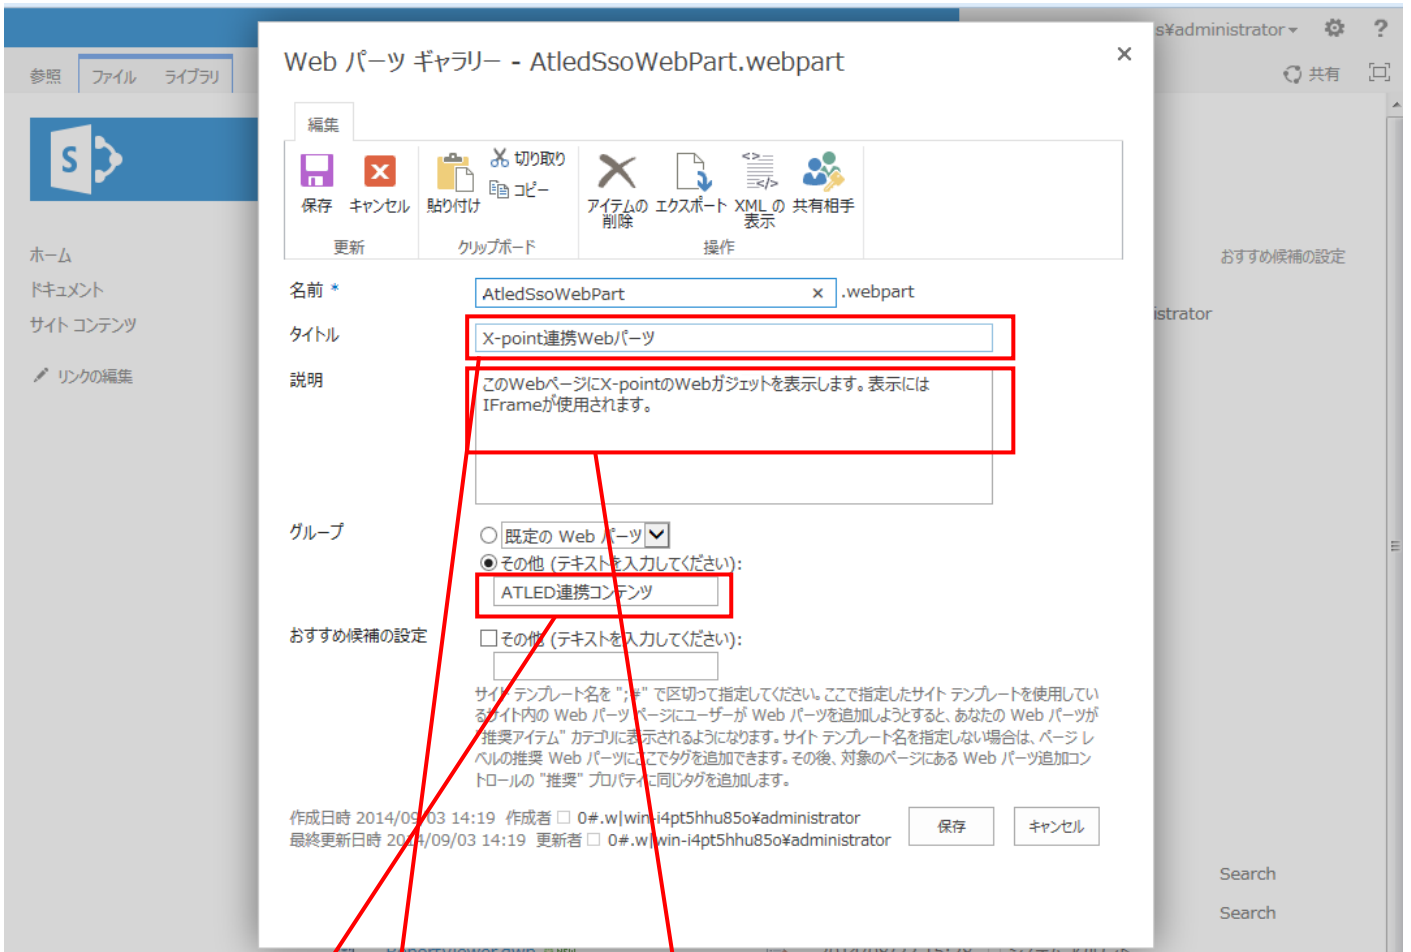 s¥administrator
?
参照
ファイル
ライブラリ
共有
Web パーツ ギャラリー - AtledSsoWebPart.webpart
×
S
編集
保存
キャンセル
貼り付け
切り取り
コピー
アイテムの削除
エクスポート
XML の表示
共有相手
更新
クリップボード
操作
ホーム
ドキュメント
サイト コンテンツ
リンクの編集
おすすめ候補の設定
istrator
名前 *
AtledSsoWebPart
×
.webpart
タイトル
X-point連携Webパーツ
説明
このWebページにX-pointのWebガジェットを表示します。表示には
IFrameが使用されます。
グループ
既定の Web パーツ
その他 (テキストを入力してください):
ATLED連携コンテンツ
おすすめ候補の設定
その他 (テキストを入力してください):
サイト テンプレート名を ";#" で区切って指定してください。ここで指定したサイト テンプレートを使用してい
るサイト内の Web パーツ ページにユーザーが Web パーツを追加しようとすると、あなたの Web パーツが
"推奨アイテム" カテゴリに表示されるようになります。サイト テンプレート名を指定しない場合は、ページ レ
ベルの推奨 Web パーツにここでタグを追加できます。その後、対象のページにある Web パーツ追加コン
トロールの "推奨" プロパティに同じタグを追加します。
作成日時 2014/09/03 14:19 作成者 0#.w|win-i4pt5hhu85o¥administrator
最終更新日時 2014/09/03 14:19 更新者 0#.w|win-i4pt5hhu85o¥administrator
保存
キャンセル
Search
Search